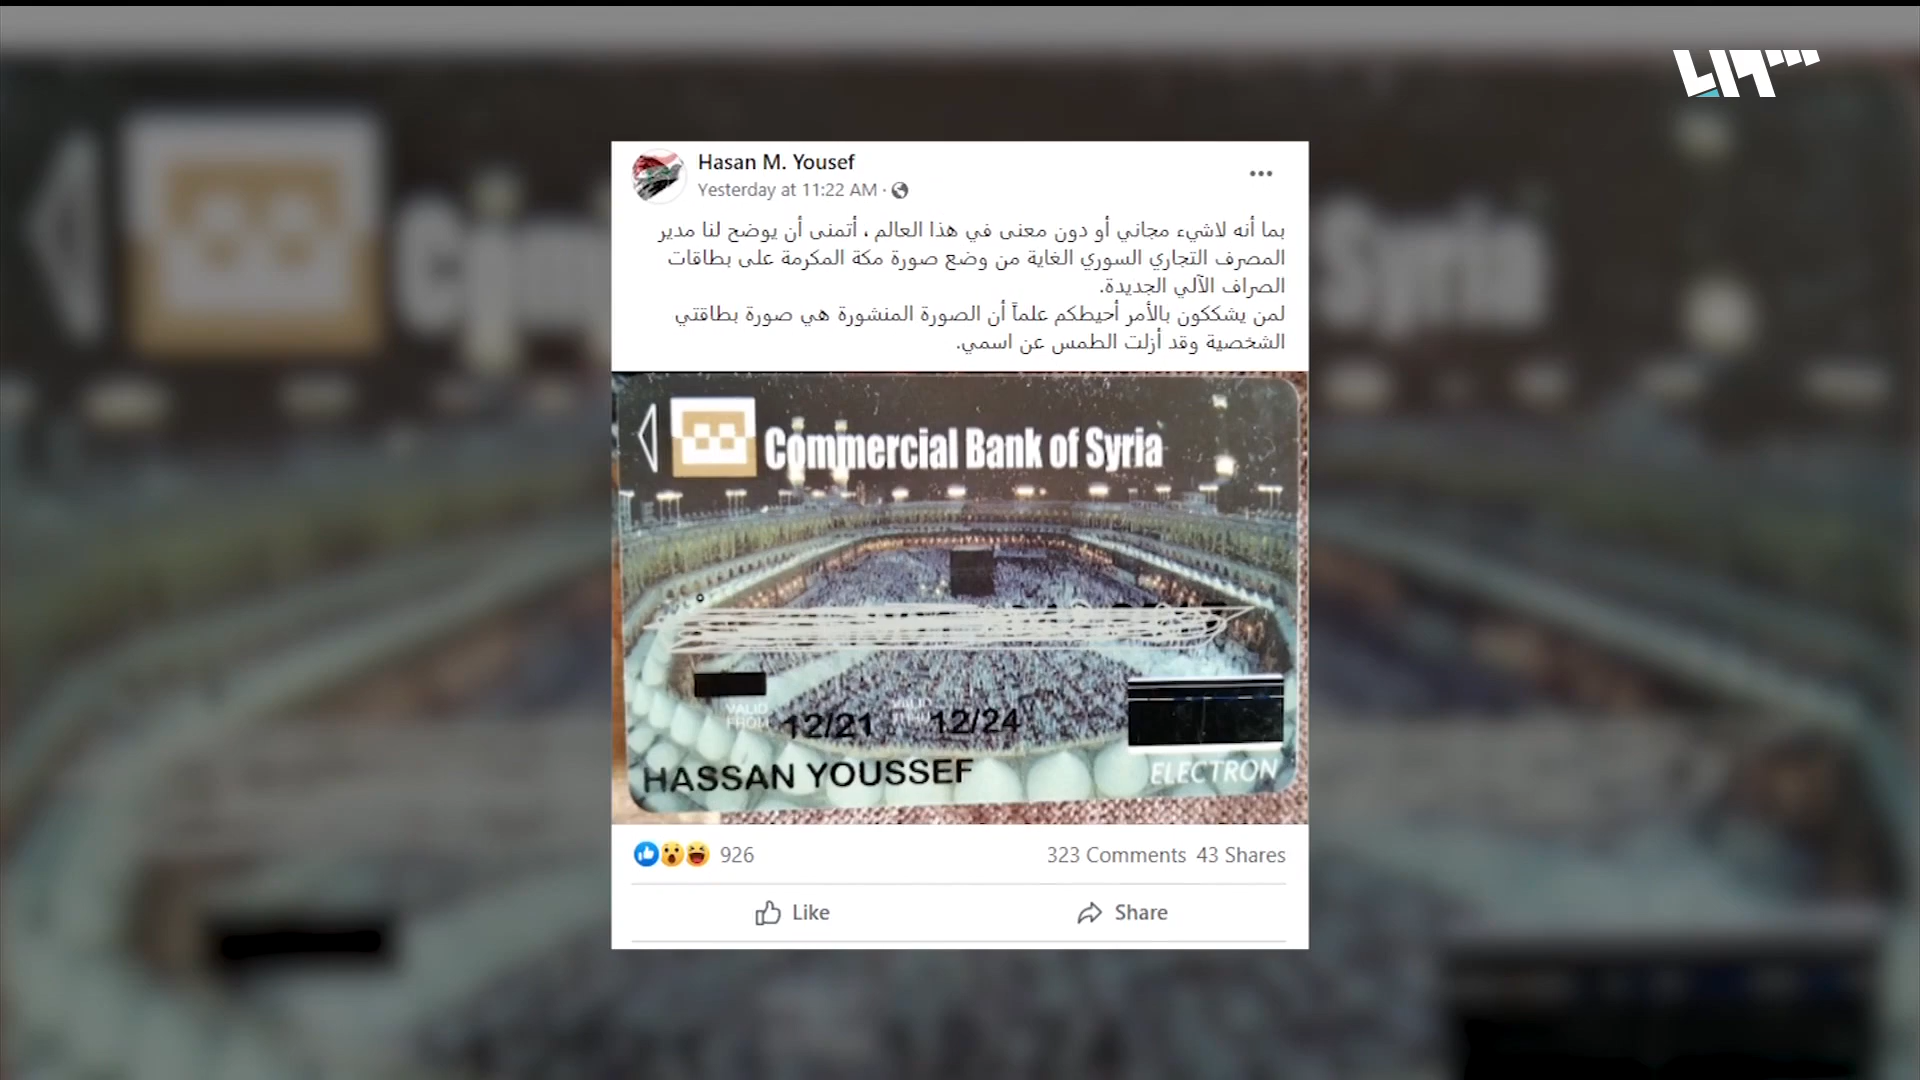 Hasan M. Yousef
Yesterday at 11:22 AM ·
بما أنه لاشيء مجاني أو دون معنى في هذا العالم ، أتمنى أن يوضح لنا مدير
المصرف التجاري السوري الغاية من وضع صورة مكة المكرمة على بطاقات
الصراف الآلي الجديدة.
لمن يشككون بالأمر أحيطكم علماً أن الصورة المنشورة هي صورة بطاقتي
الشخصية وقد أزلت الطمس عن اسمي.
Commercial Bank of Syria
VALID FROM 12/21 VALID THRU 12/24
HASSAN YOUSSEF
ELECTRON
926
323 Comments 43 Shares
Like
Share
Syria